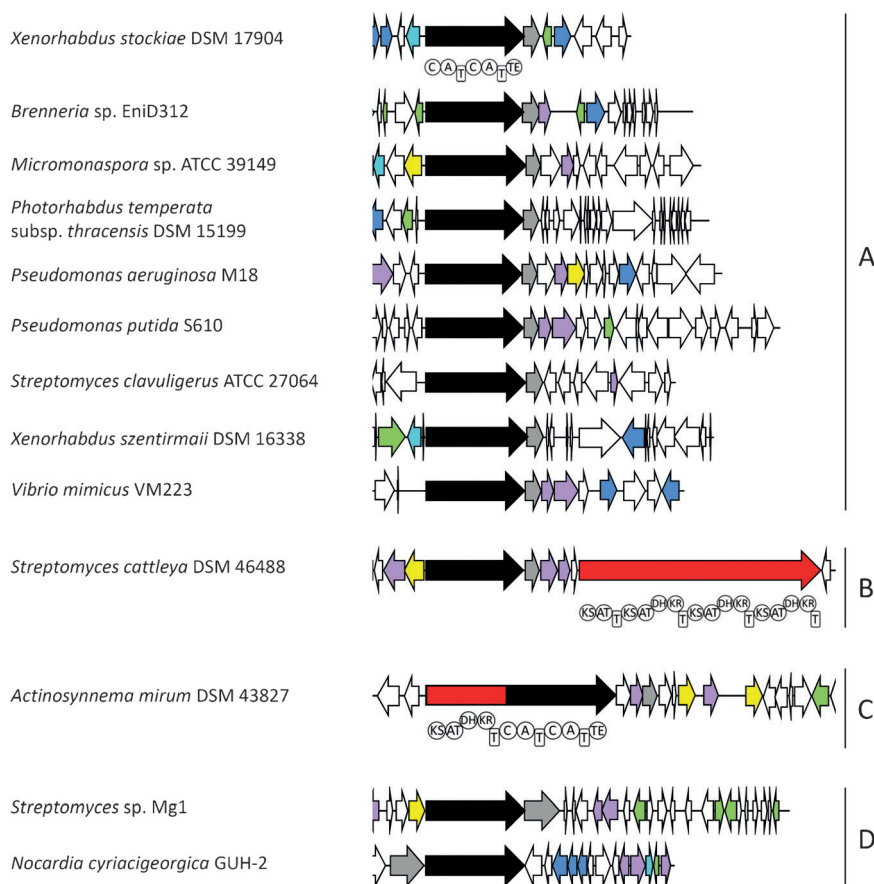 Xenorhabdus stockiae DSM 17904
C A T C A T TE
Brenneria sp. EniD312
Micromonaspora sp. ATCC 39149
Photorhabdus temperata
subsp. thracensis DSM 15199
A
Pseudomonas aeruginosa M18
Pseudomonas putida S610
Streptomyces clavuligerus ATCC 27064
Xenorhabdus szentirmaii DSM 16338
Vibrio mimicus VM223
Streptomyces cattleya DSM 46488
B
KS AT T KS AT DH KR T KS AT DH KR T KS AT DH KR T
Actinosynnema mirum DSM 43827
C
KS AT DH KR T C A T C A T TE
Streptomyces sp. Mg1
D
Nocardia cyriacigeorgica GUH-2